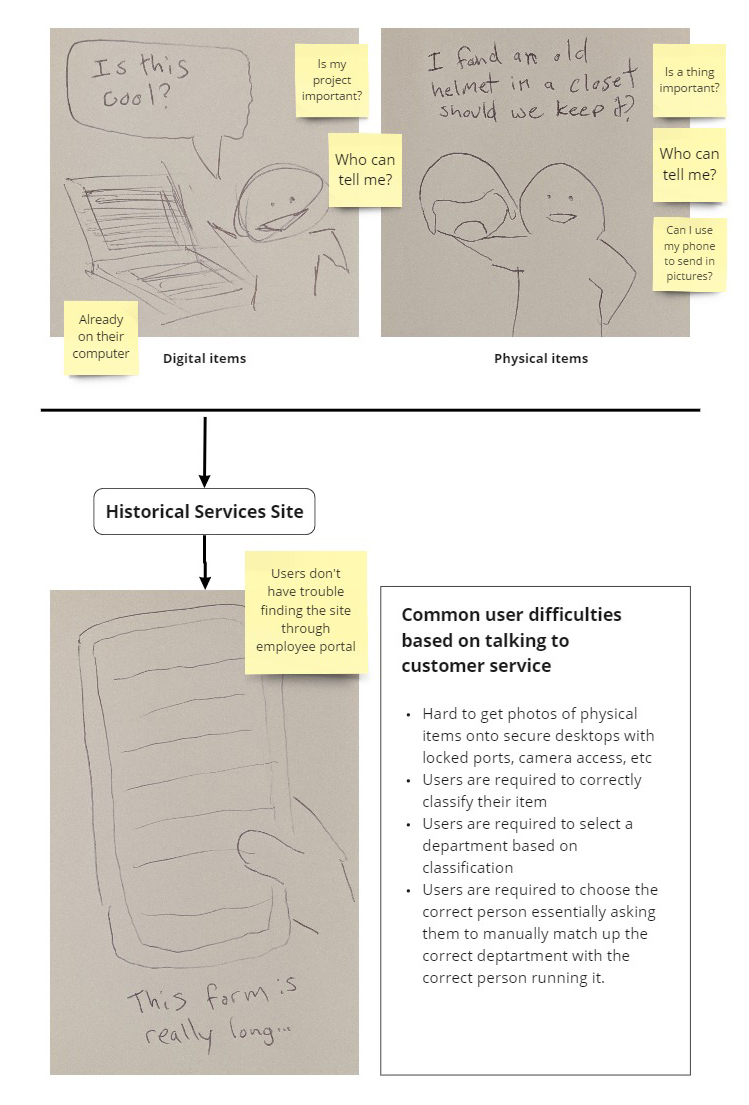 Is this
cool?
Is my
project
important?
Who can
tell me?
Already
on their
computer
Digital items
I fond an old
helmet in a closet
should we keep it?
Is a thing
important?
Who can
tell me?
Can I use
my phone
to send in
pictures?
Physical items
Historical Services Site
Users don't
have trouble
finding the site
through
employee portal
This form is
really long...
Common user difficulties
based on talking to
customer service
• Hard to get photos of physical
items onto secure desktops with
locked ports, camera access, etc
• Users are required to correctly
classify their item
• Users are required to select a
department based on
classification
• Users are required to choose the
correct person essentially asking
them to manually match up the
correct deptartment with the
correct person running it.